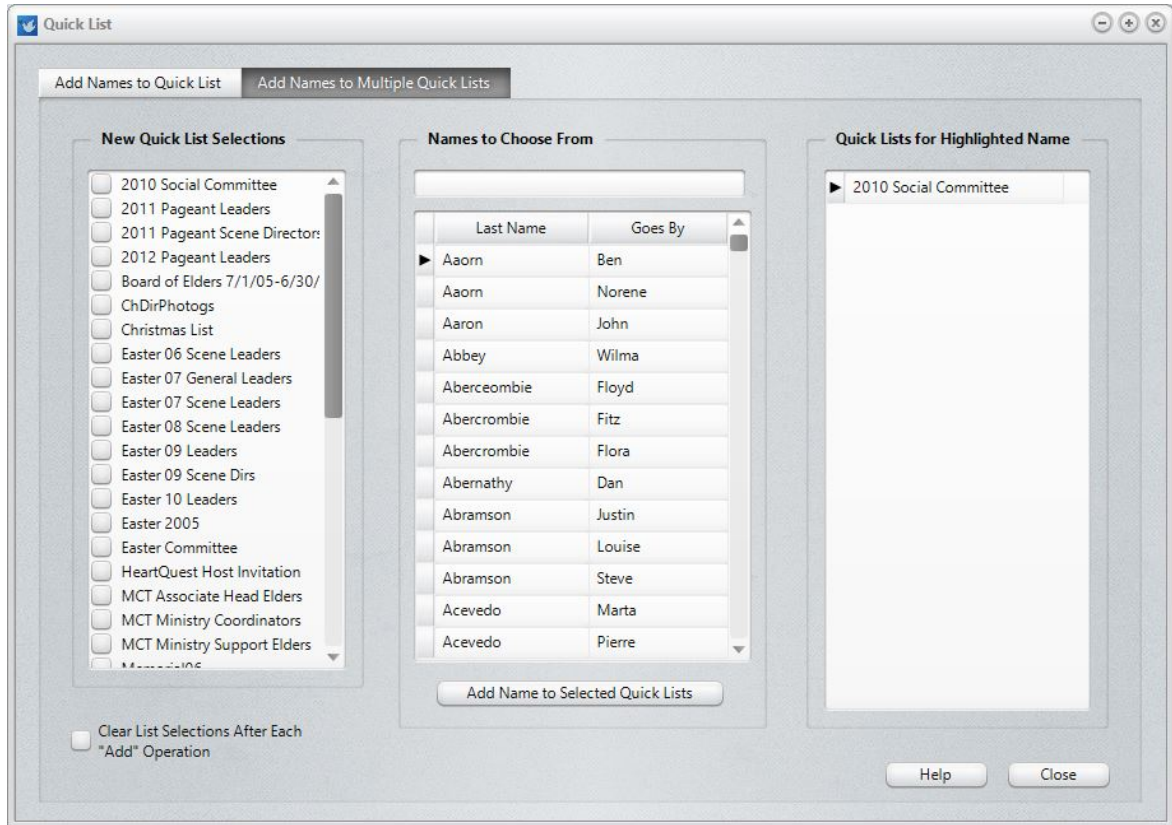 Quick List
Add Names to Quick List
Add Names to Multiple Quick Lists
New Quick List Selections
2010 Social Committee
2011 Pageant Leaders
2011 Pageant Scene Directors
2012 Pageant Leaders
Board of Elders 7/1/05-6/30/
ChDirPhotogs
Christmas List
Easter 06 Scene Leaders
Easter 07 General Leaders
Easter 07 Scene Leaders
Easter 08 Scene Leaders
Easter 09 Leaders
Easter 09 Scene Dirs
Easter 10 Leaders
Easter 2005
Easter Committee
HeartQuest Host Invitation
MCT Associate Head Elders
MCT Ministry Coordinators
MCT Ministry Support Elders
Memorial06
Clear List Selections After Each
"Add" Operation
Names to Choose From
Last Name Goes By
Aaorn Ben
Aaorn Norene
Aaron John
Abbey Wilma
Aberceombie Floyd
Abercrombie Fitz
Abercrombie Flora
Abernathy Dan
Abramson Justin
Abramson Louise
Abramson Steve
Acevedo Marta
Acevedo Pierre
Add Name to Selected Quick Lists
Quick Lists for Highlighted Name
2010 Social Committee
Help
Close